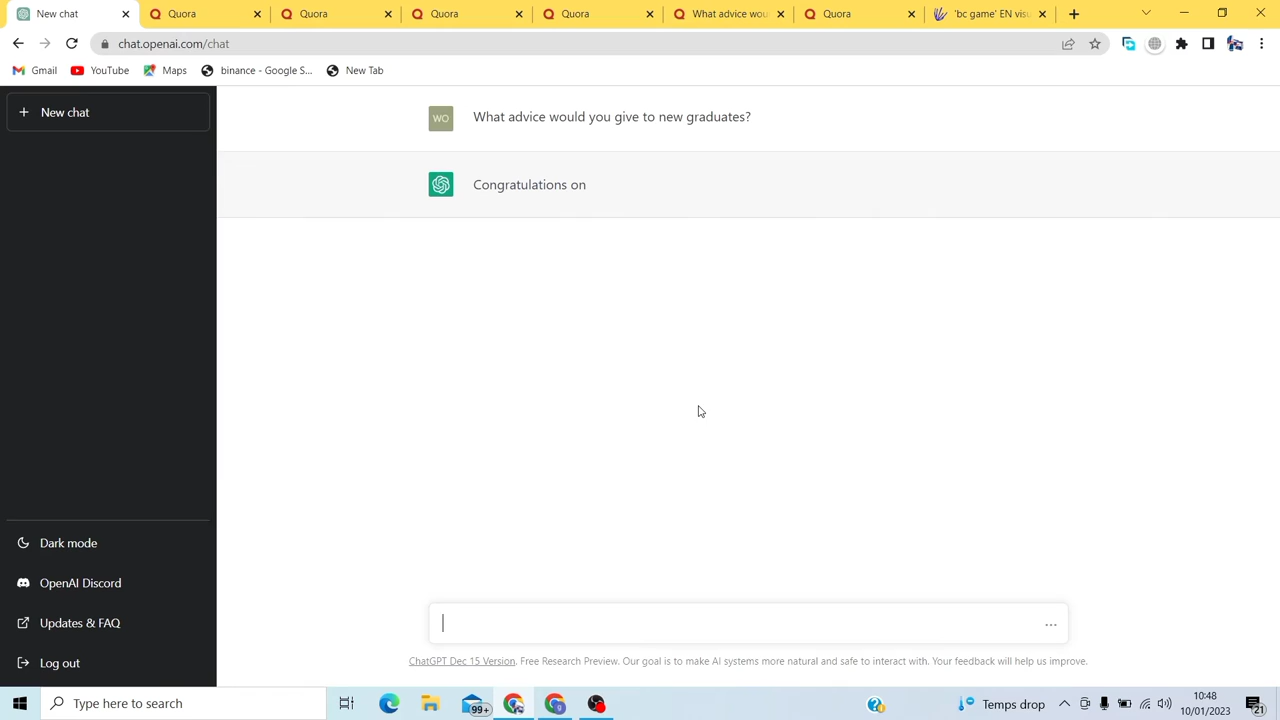 New chat
Quora
Quora
Quora
Quora
What advice wou
Quora
'bc game' EN visu
chat.openai.com/chat
Gmail
YouTube
Maps
binance - Google S...
New Tab
New chat
WO
What advice would you give to new graduates?
Congratulations on
Dark mode
OpenAI Discord
Updates & FAQ
Log out
ChatGPT Dec 15 Version. Free Research Preview. Our goal is to make AI systems more natural and safe to interact with. Your feedback will help us improve.
Type here to search
99+
Temps drop
10:48
10/01/2023
21